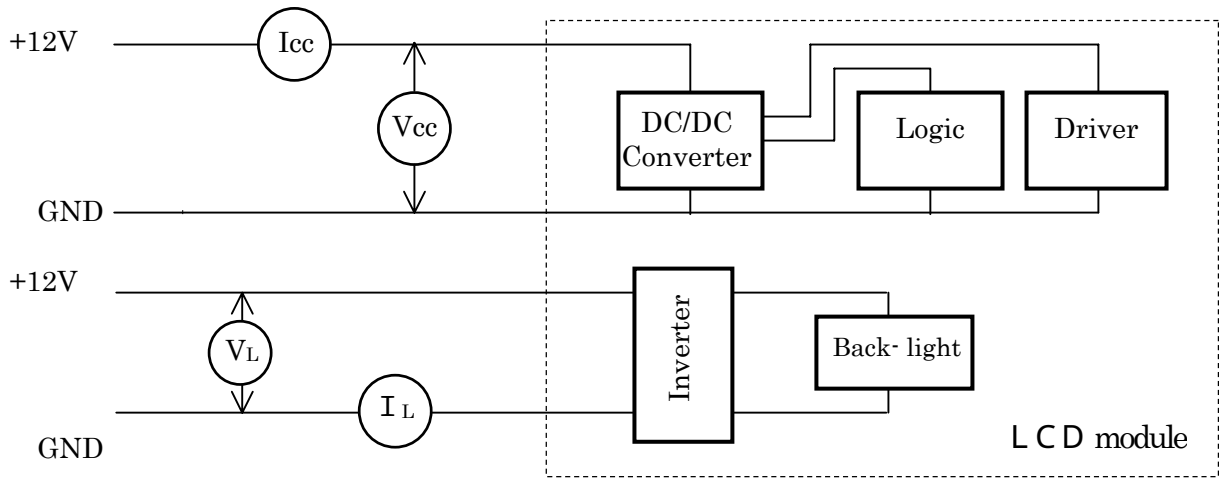 +12V
Icc
Vcc
DC/DC
Converter
Logic
Driver
GND
+12V
VL
IL
Inverter
Back- light
GND
LCD module